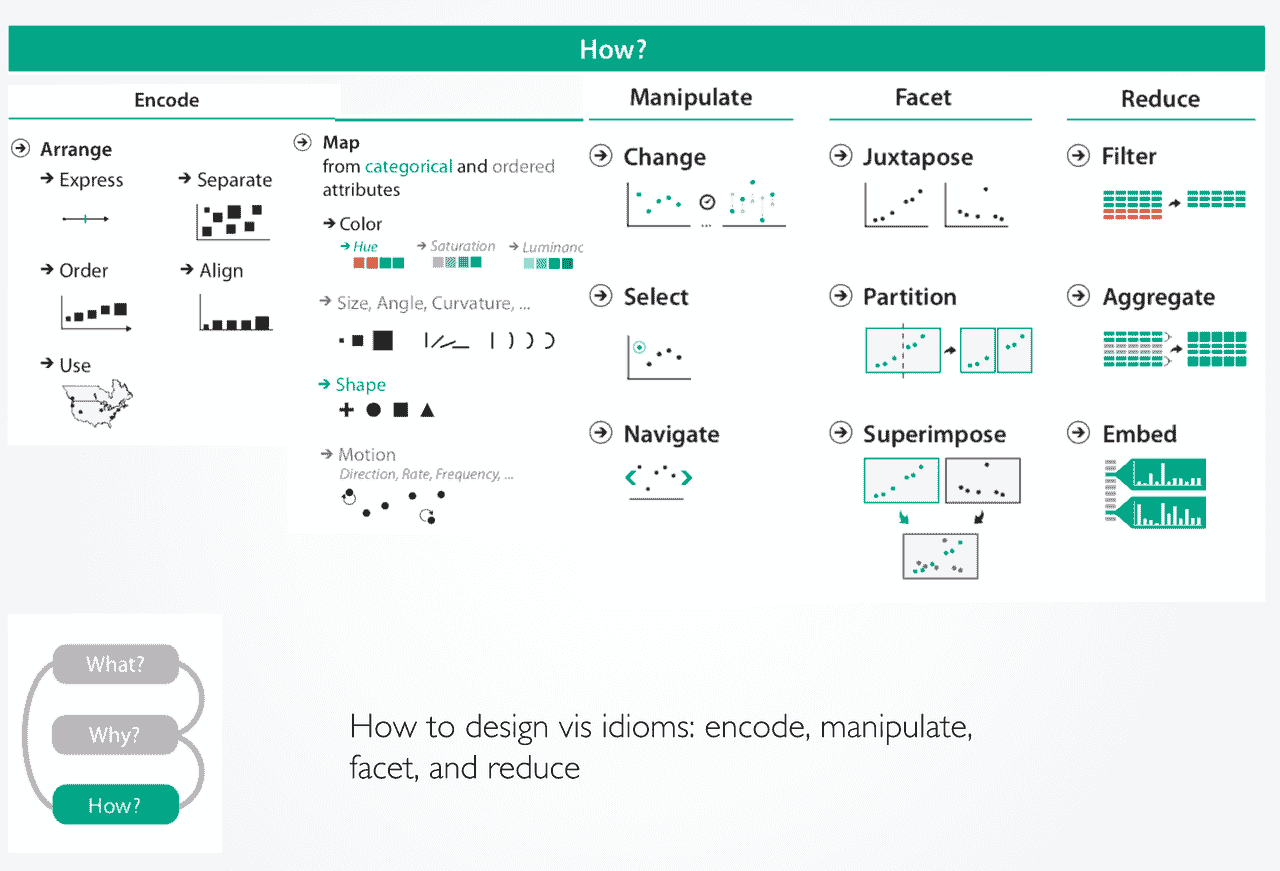 How?
Encode
Arrange
Express
Separate
Order
Align
Use
Map
from categorical and ordered
attributes
Color
Hue
Saturation
Luminanc
Size, Angle, Curvature, ...
Shape
Motion
Direction, Rate, Frequency, ...
Manipulate
Change
...
Select
Navigate
Facet
Juxtapose
Partition
Superimpose
Reduce
Filter
Aggregate
Embed
What?
Why?
How?
How to design vis idioms: encode, manipulate,
facet, and reduce